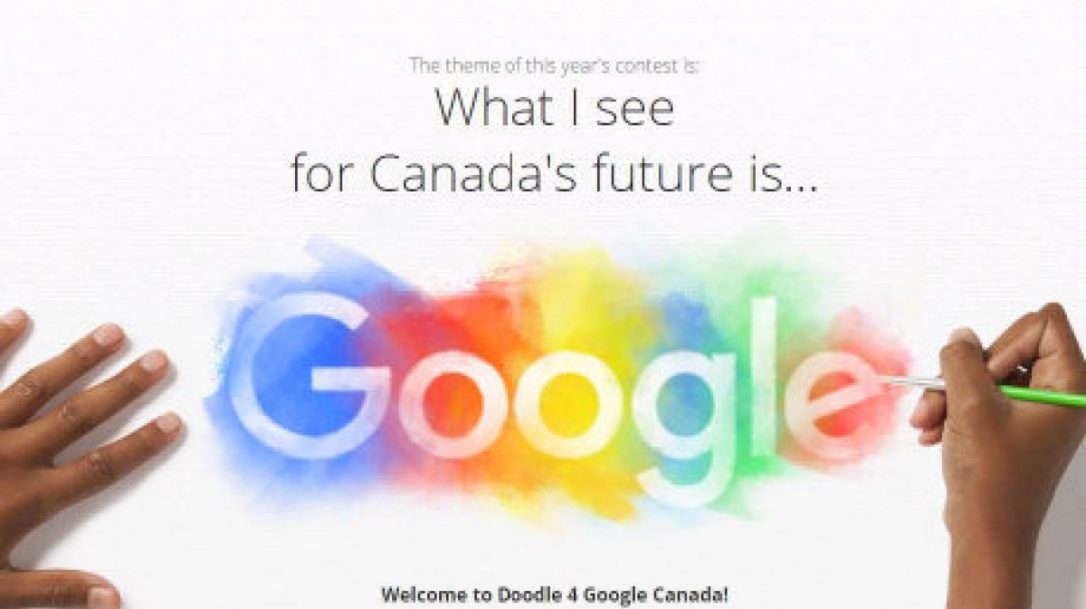 The theme of this year's contest is:
What I see
for Canada's future is...
Google
Welcome to Doodle 4 Google Canada!